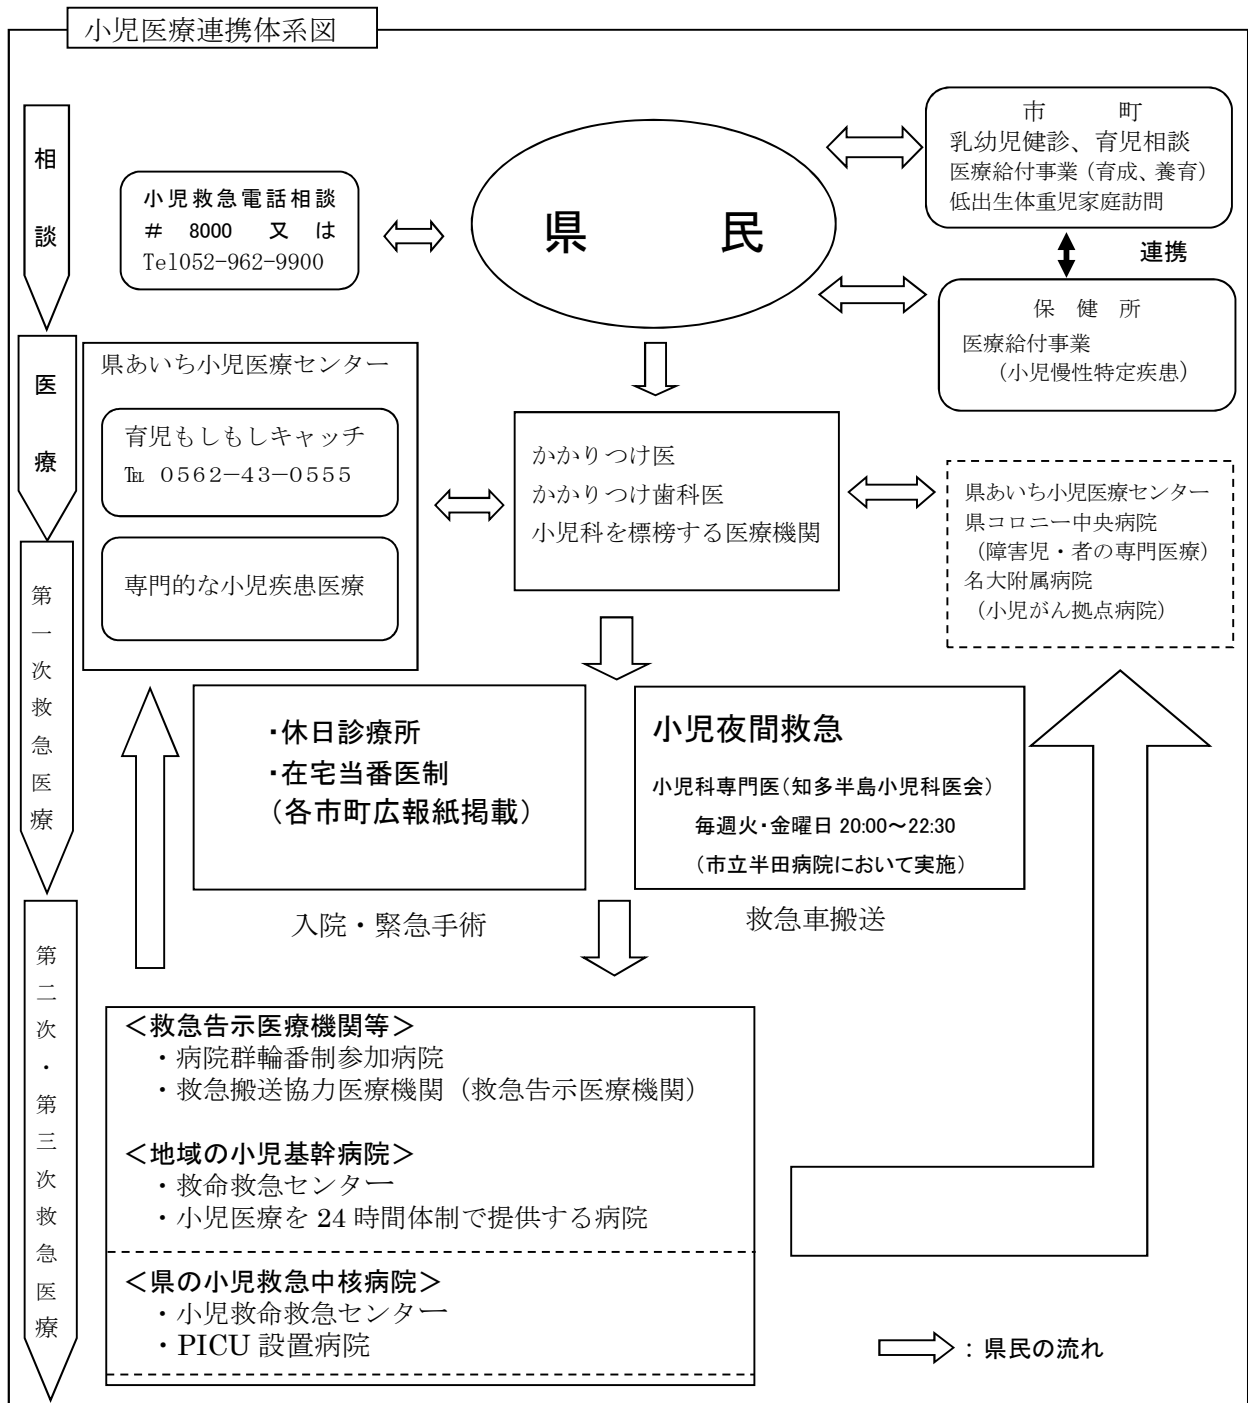 小児医療連携体系図
相談
医療
第一次救急医療
第二次・第三次救急医療
小児救急電話相談
# 8000 又は
Tel052-962-9900
県 民
市 町
乳幼児健診、育児相談
医療給付事業(育成、養育)
低出生体重児家庭訪問
連携
保 健 所
医療給付事業
(小児慢性特定疾患)
県あいち小児医療センター
育児もしもしキャッチ
℡ 0562-43-0555
専門的な小児疾患医療
かかりつけ医
かかりつけ歯科医
小児科を標榜する医療機関
県あいち小児医療センター
県コロニー中央病院
(障害児・者の専門医療)
名大附属病院
(小児がん拠点病院)
・休日診療所
・在宅当番医制
(各市町広報紙掲載)
小児夜間救急
小児科専門医(知多半島小児科医会)
毎週火・金曜日 20:00～22:30
(市立半田病院において実施)
入院・緊急手術
救急車搬送
＜救急告示医療機関等＞
・病院群輪番制参加病院
・救急搬送協力医療機関(救急告示医療機関)
＜地域の小児基幹病院＞
・救命救急センター
・小児医療を 24 時間体制で提供する病院
＜県の小児救急中核病院＞
・小児救命救急センター
・PICU 設置病院
：県民の流れ